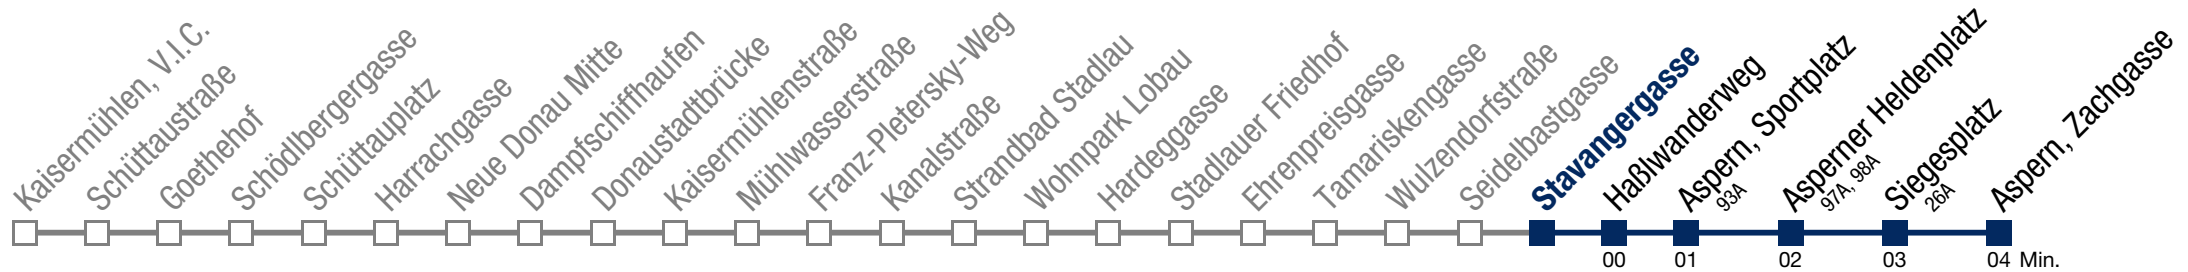 Kaisermühlen, V.I.C.
Schüttaustraße
Goethehof
Schödlbergergasse
Schüttauplatz
Harrachgasse
Neue Donau Mitte
Dampfschiffhaufen
Donaustadtbrücke
Kaisermühlenstraße
Mühlwasserstraße
Franz-Pletersky-Weg
Kanalstraße
Strandbad Stadlau
Wohnpark Lobau
Hardeggasse
Stadlauer Friedhof
Ehrenpreisgasse
Tamariskengasse
Wulzendorfstraße
Seidelbastgasse
Stavangergasse
Haßlwanderweg
Aspern, Sportplatz
93A
Asperner Heldenplatz
97A, 98A
Siegesplatz
26A
Aspern, Zachgasse
00 01 02 03 04 Min.